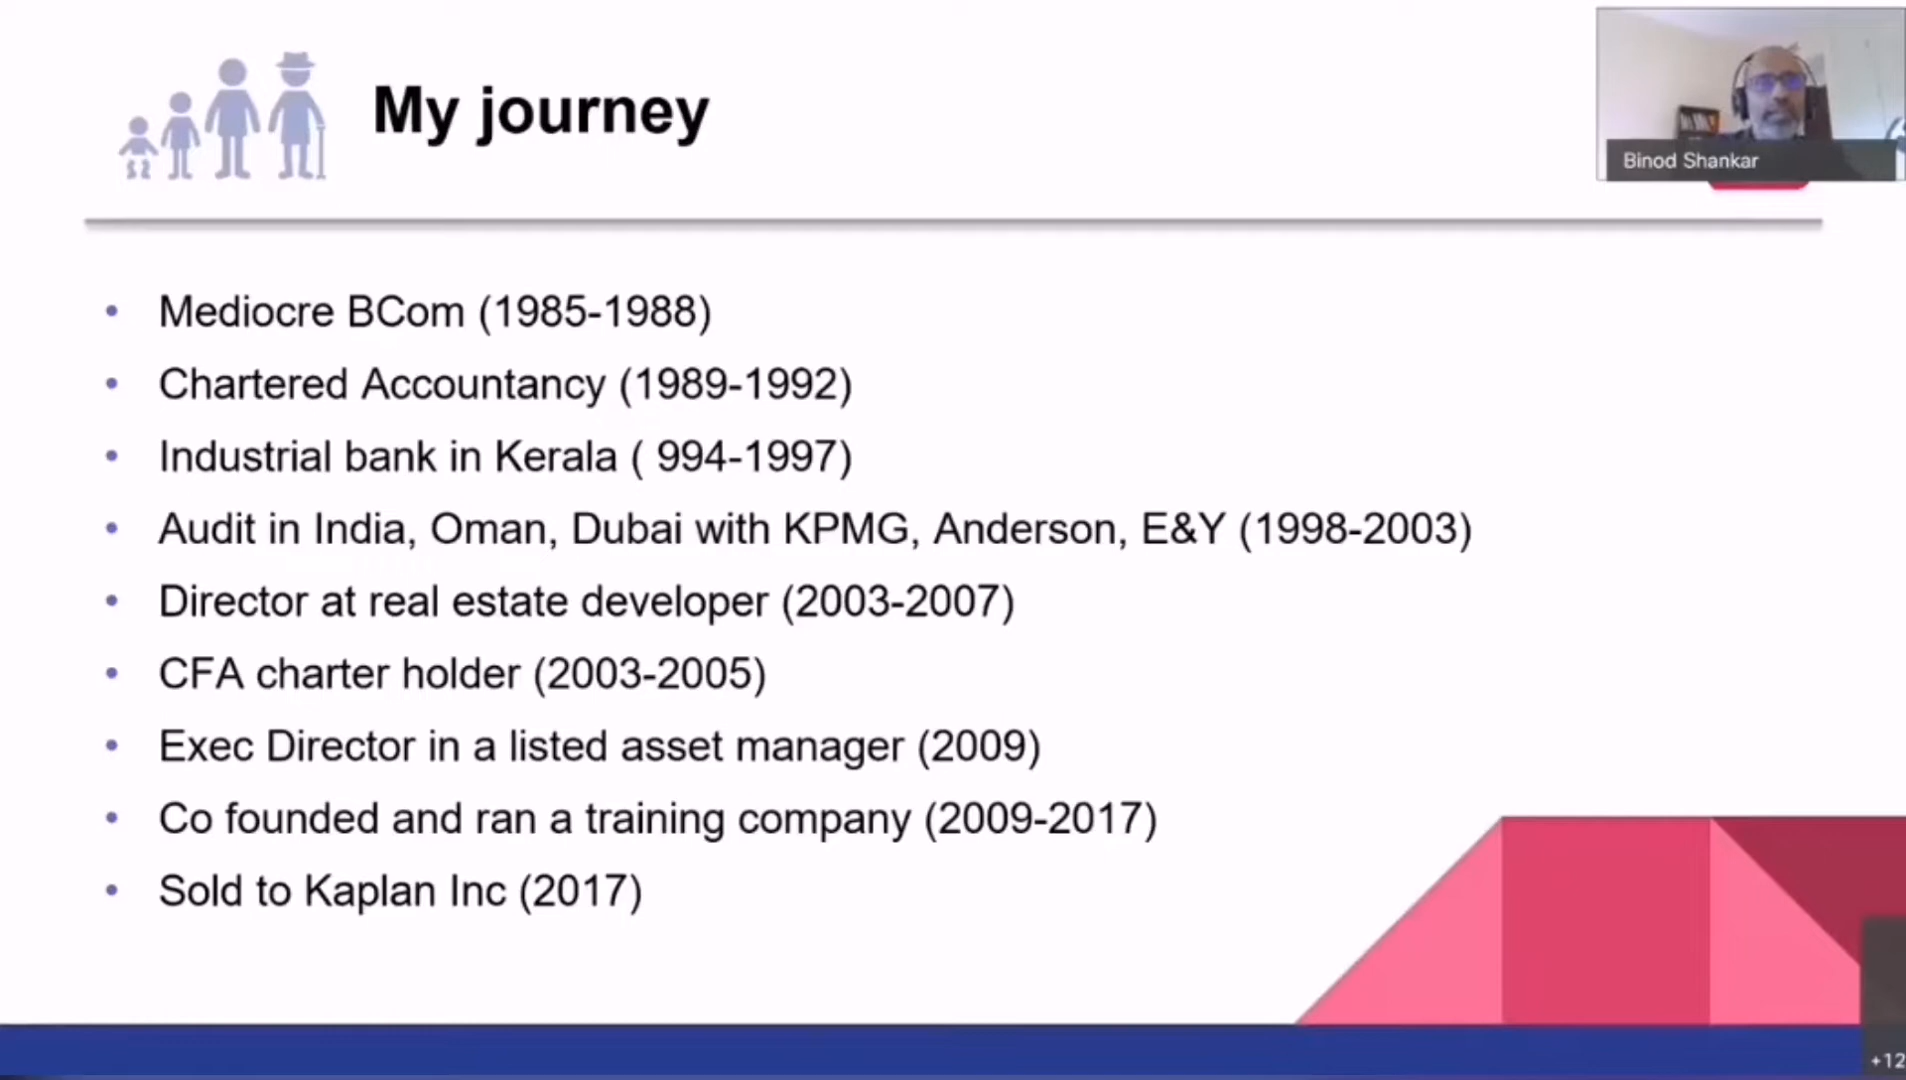 My journey
Binod Shankar
• Mediocre BCom (1985-1988)
• Chartered Accountancy (1989-1992)
• Industrial bank in Kerala ( 994-1997)
• Audit in India, Oman, Dubai with KPMG, Anderson, E&Y (1998-2003)
• Director at real estate developer (2003-2007)
• CFA charter holder (2003-2005)
• Exec Director in a listed asset manager (2009)
• Co founded and ran a training company (2009-2017)
• Sold to Kaplan Inc (2017)
+12